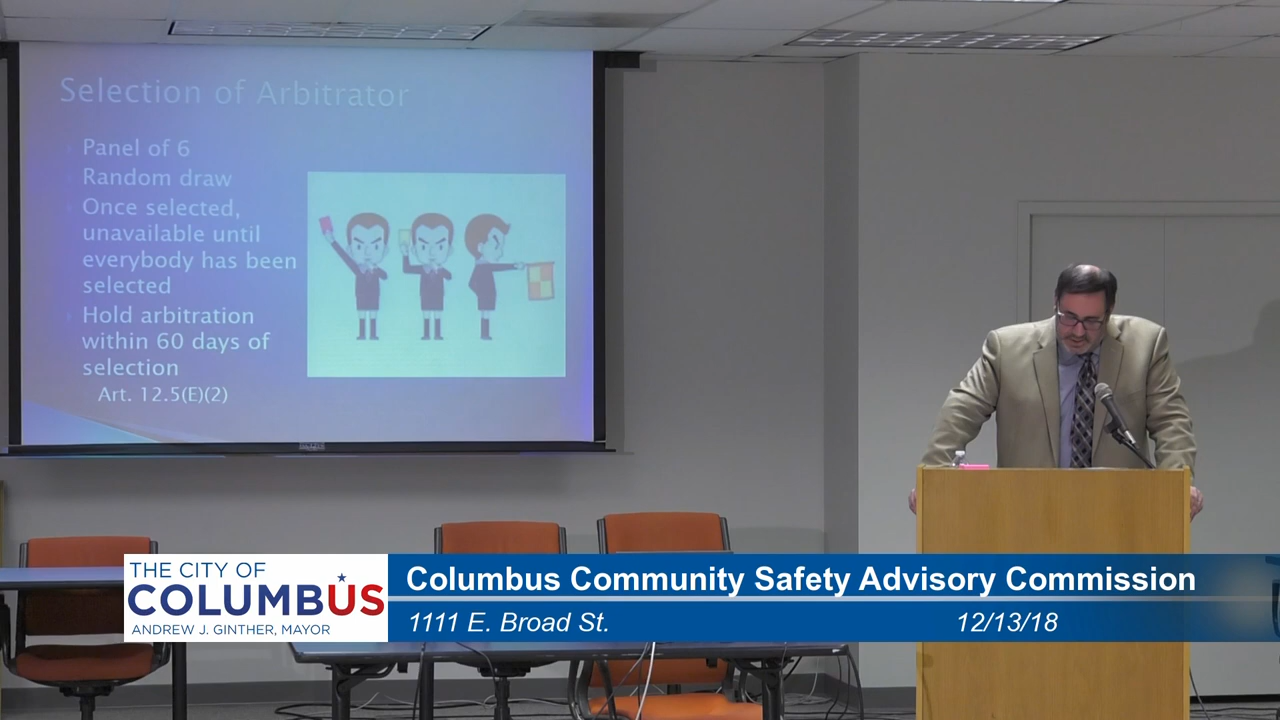 Selection of Arbitrator
Panel of 6
Random draw
Once selected,
unavailable until
everybody has been
selected
Hold arbitration
within 60 days of
selection
Art. 12.5(E)(2)
THE CITY OF
COLUMBUS
ANDREW J. GINTHER, MAYOR
Columbus Community Safety Advisory Commission
1111 E. Broad St.
12/13/18